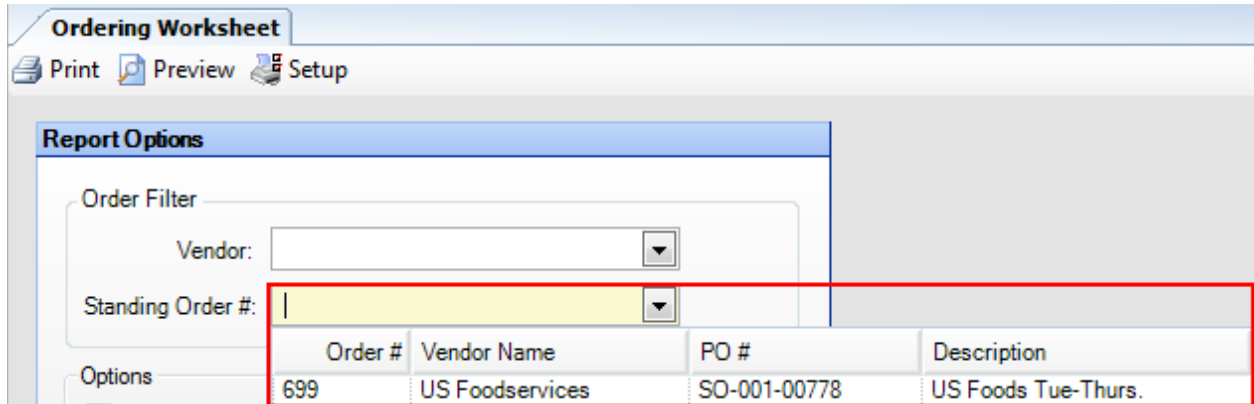 Ordering Worksheet
Print Preview Setup
Report Options
Order Filter
Vendor:
Standing Order #:
Order # Vendor Name PO # Description
Options
699 US Foodservices SO-001-00778 US Foods Tue-Thurs.